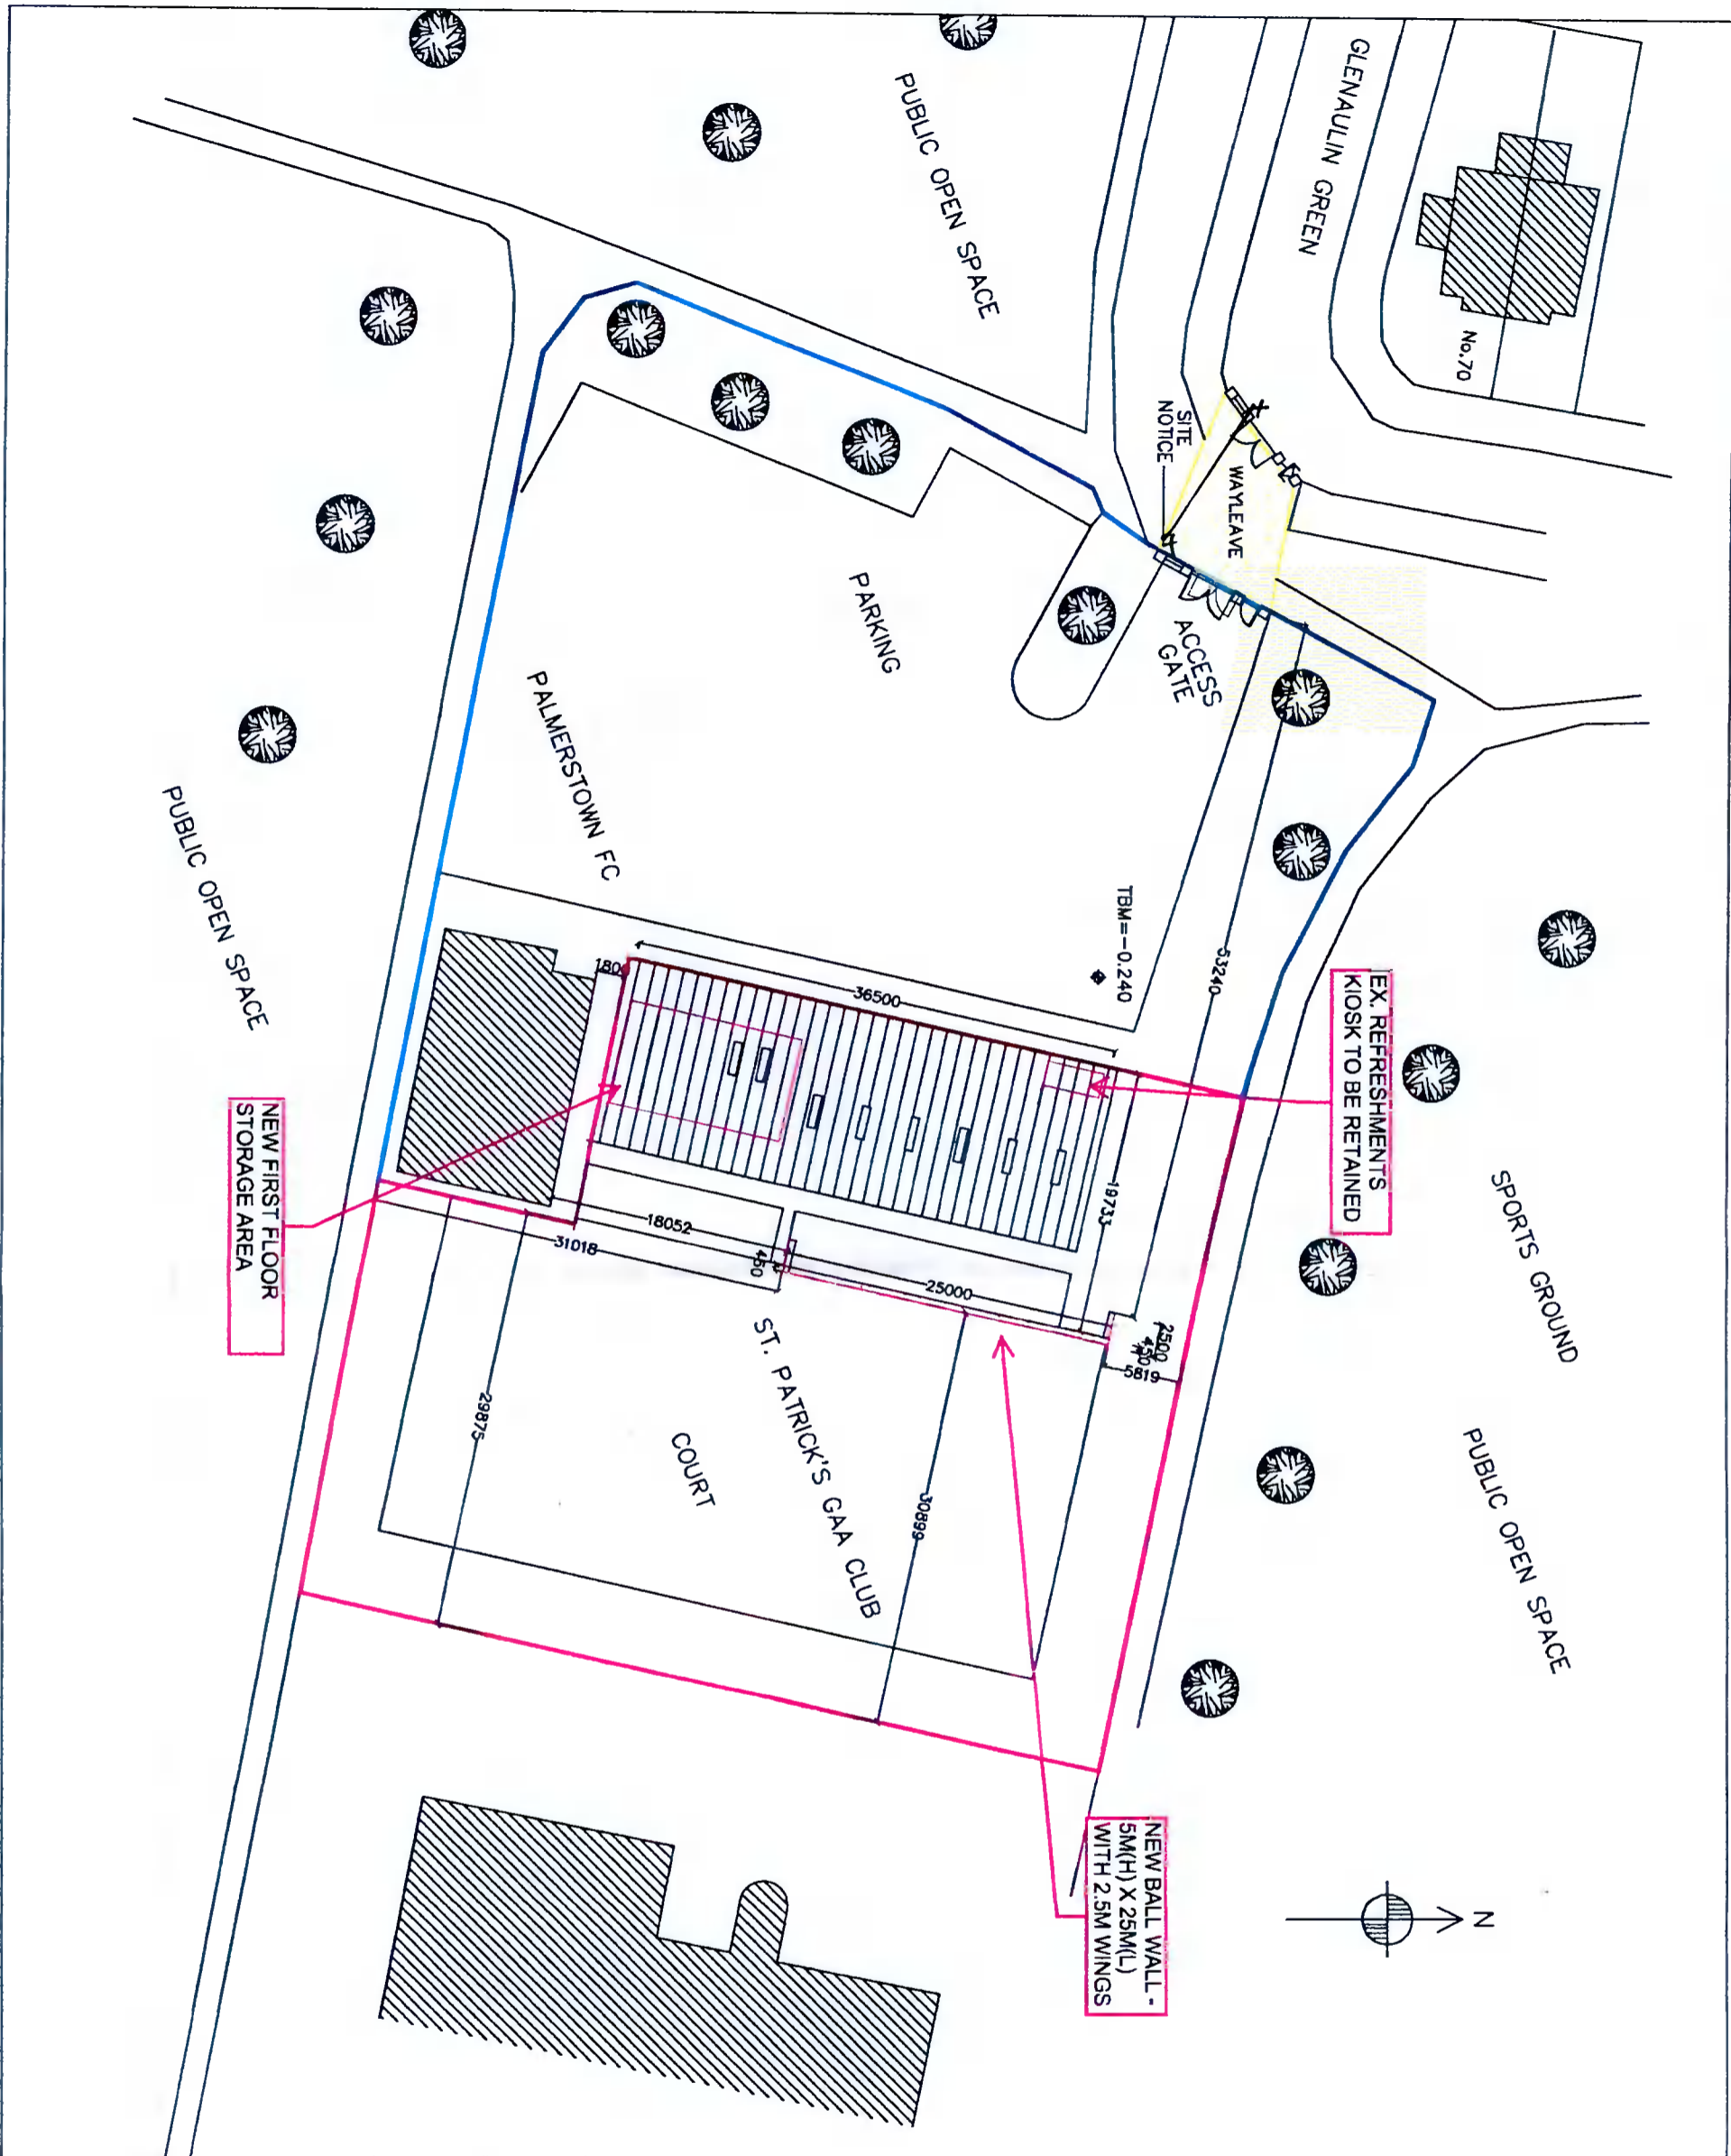 GLENAULIN GREEN
No.70
PUBLIC OPEN SPACE
SITE
NOTICE
WAYLEAVE
ACCESS
GATE
PARKING
PALMERSTOWN FC
PUBLIC OPEN SPACE
TBM=-0.240
53240
36500
EX. REFRESHMENTS
KIOSK TO BE RETAINED
SPORTS GROUND
PUBLIC OPEN SPACE
NEW FIRST FLOOR
STORAGE AREA
19733
18052
31018
450
25000
2500
450
5819
ST. PATRICK'S GAA CLUB
COURT
29875
30899
NEW BALL WALL -
5M(H) X 25M(L)
WITH 2.5M WINGS
N